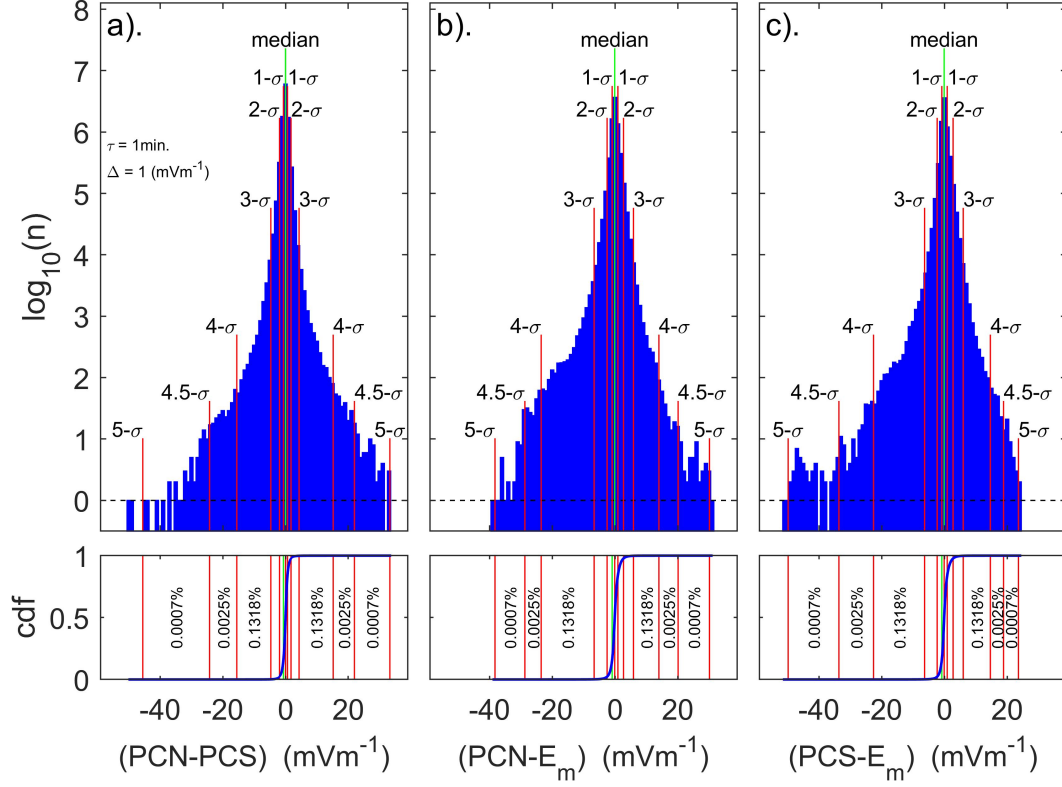 a).
median
1-σ 1-σ
2-σ 2-σ
τ = 1min.
Δ = 1 (mVm-1)
3-σ 3-σ
4-σ 4-σ
4.5-σ 4.5-σ
5-σ 5-σ
log10(n)
8
7
6
5
4
3
2
1
0
b).
median
1-σ 1-σ
2-σ 2-σ
3-σ 3-σ
4-σ 4-σ
4.5-σ 4.5-σ
5-σ 5-σ
c).
median
1-σ 1-σ
2-σ 2-σ
3-σ 3-σ
4-σ 4-σ
4.5-σ 4.5-σ
5-σ 5-σ
cdf
1
0.5
0
0.0007% 0.0025% 0.1318% 0.1318% 0.0025% 0.0007%
-40 -20 0 20
(PCN-PCS) (mVm-1)
0.0007% 0.0025% 0.1318% 0.1318% 0.0025% 0.0007%
-40 -20 0 20
(PCN-Em) (mVm-1)
0.0007% 0.0025% 0.1318% 0.1318% 0.0025% 0.0007%
-40 -20 0 20
(PCS-Em) (mVm-1)